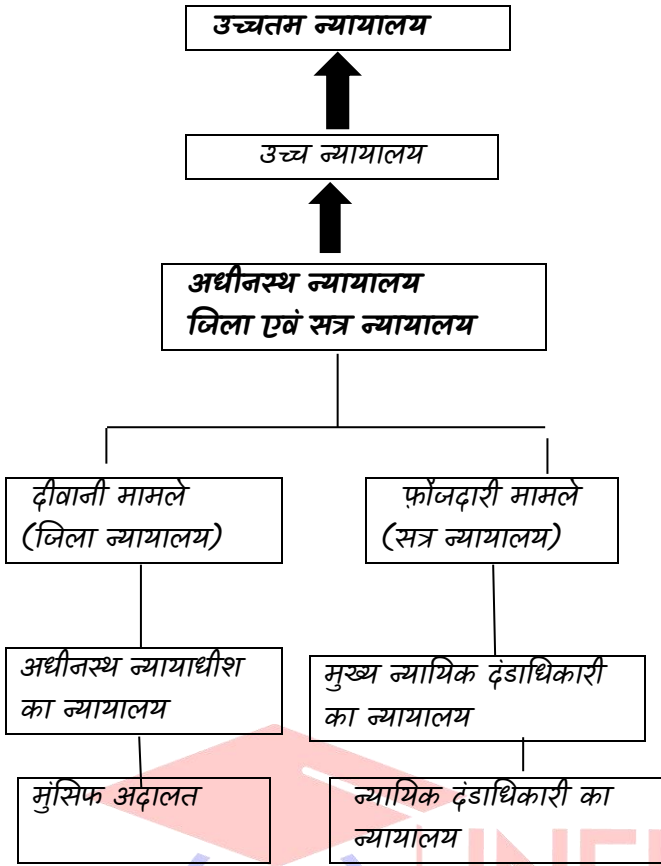 उच्चतम न्यायालय
उच्च न्यायालय
अधीनस्थ न्यायालय
जिला एवं सत्र न्यायालय
दीवानी मामले
(जिला न्यायालय)
फ़ौजदारी मामले
(सत्र न्यायालय)
अधीनस्थ न्यायाधीश
का न्यायालय
मुख्य न्यायिक दंडाधिकारी
का न्यायालय
मुंसिफ अदालत
न्यायिक दंडाधिकारी का
न्यायालय